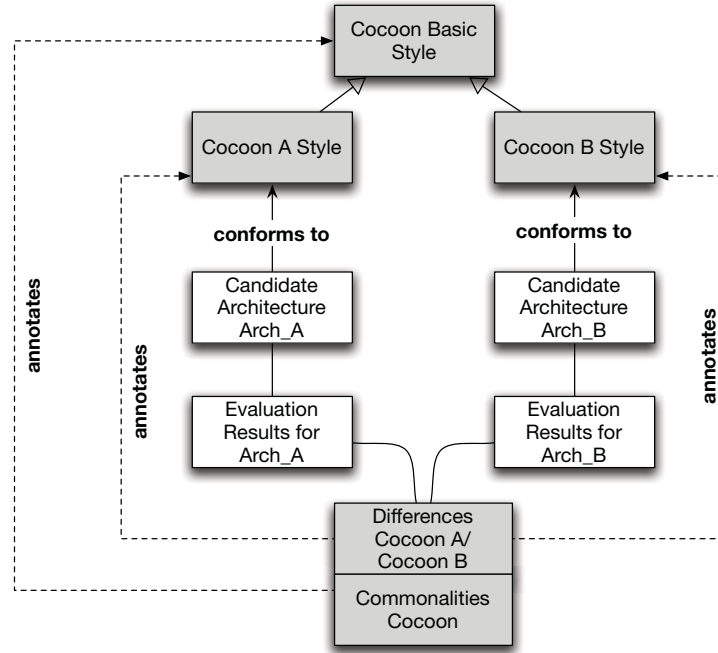 Cocoon Basic
Style
Cocoon A Style
Cocoon B Style
conforms to
conforms to
Candidate
Architecture
Arch_A
Candidate
Architecture
Arch_B
annotates
annotates
annotates
Evaluation
Results for
Arch_A
Evaluation
Results for
Arch_B
Differences
Cocoon A/
Cocoon B
Commonalities
Cocoon